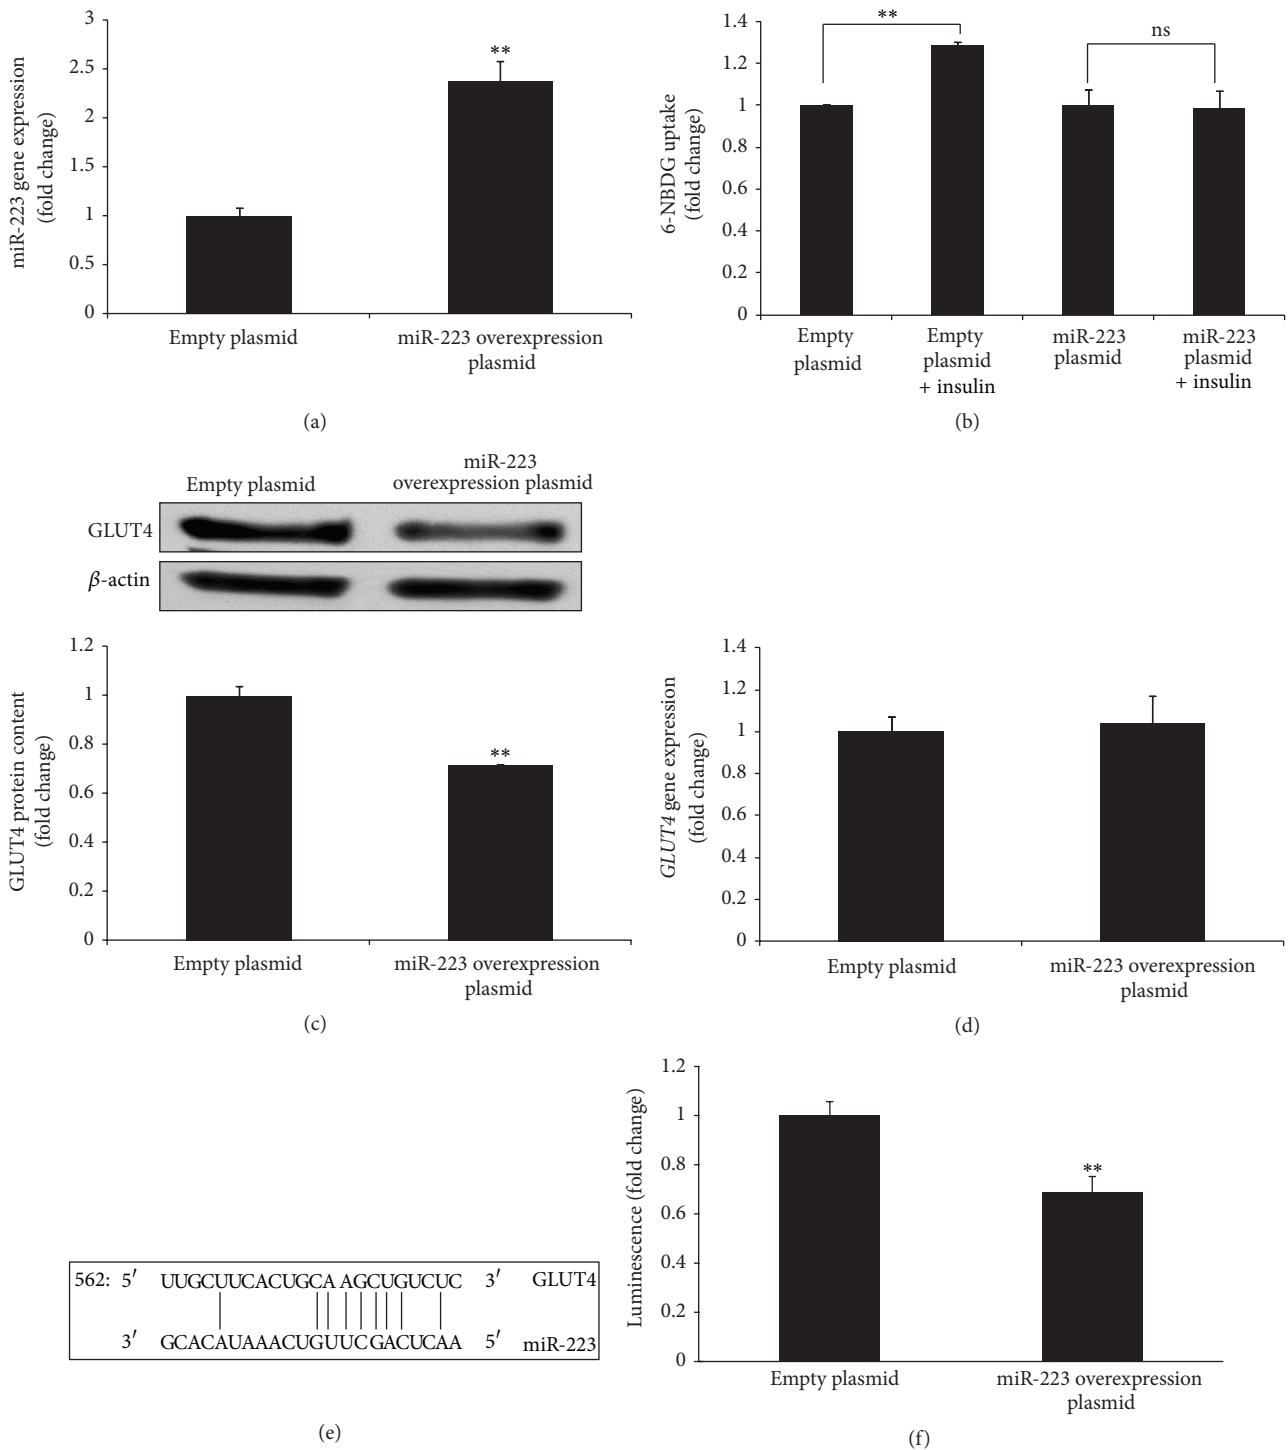 miR-223 gene expression
(fold change)
3
2.5
2
1.5
1
0.5
0
**
Empty plasmid
miR-223 overexpression
plasmid
(a)
6-NBDG uptake
(fold change)
1.4
1.2
1
0.8
0.6
0.4
0.2
0
**
ns
Empty
plasmid
Empty
plasmid
+ insulin
miR-223
plasmid
miR-223
plasmid
+ insulin
(b)
Empty plasmid
miR-223
overexpression plasmid
GLUT4
β-actin
GLUT4 protein content
(fold change)
1.2
1
0.8
0.6
0.4
0.2
0
**
Empty plasmid
miR-223 overexpression
plasmid
(c)
GLUT4 gene expression
(fold change)
1.4
1.2
1
0.8
0.6
0.4
0.2
0
Empty plasmid
miR-223 overexpression
plasmid
(d)
562: 5′ UUGCUUCACUGCAAGCUGUCUC 3′ GLUT4
3′ GCACAUAAACUGUUCGACUCAA 5′ miR-223
(e)
Luminescence (fold change)
1.2
1
0.8
0.6
0.4
0.2
0
**
Empty plasmid
miR-223 overexpression
plasmid
(f)